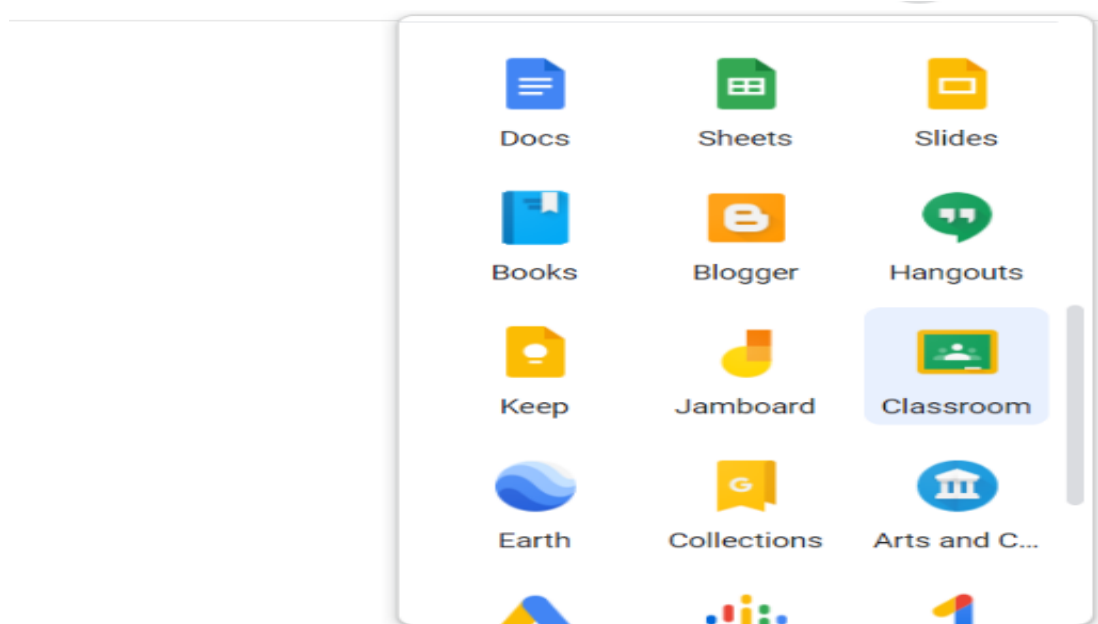 Docs Sheets Slides
Books Blogger Hangouts
Keep Jamboard Classroom
Earth G Collections Arts and C...